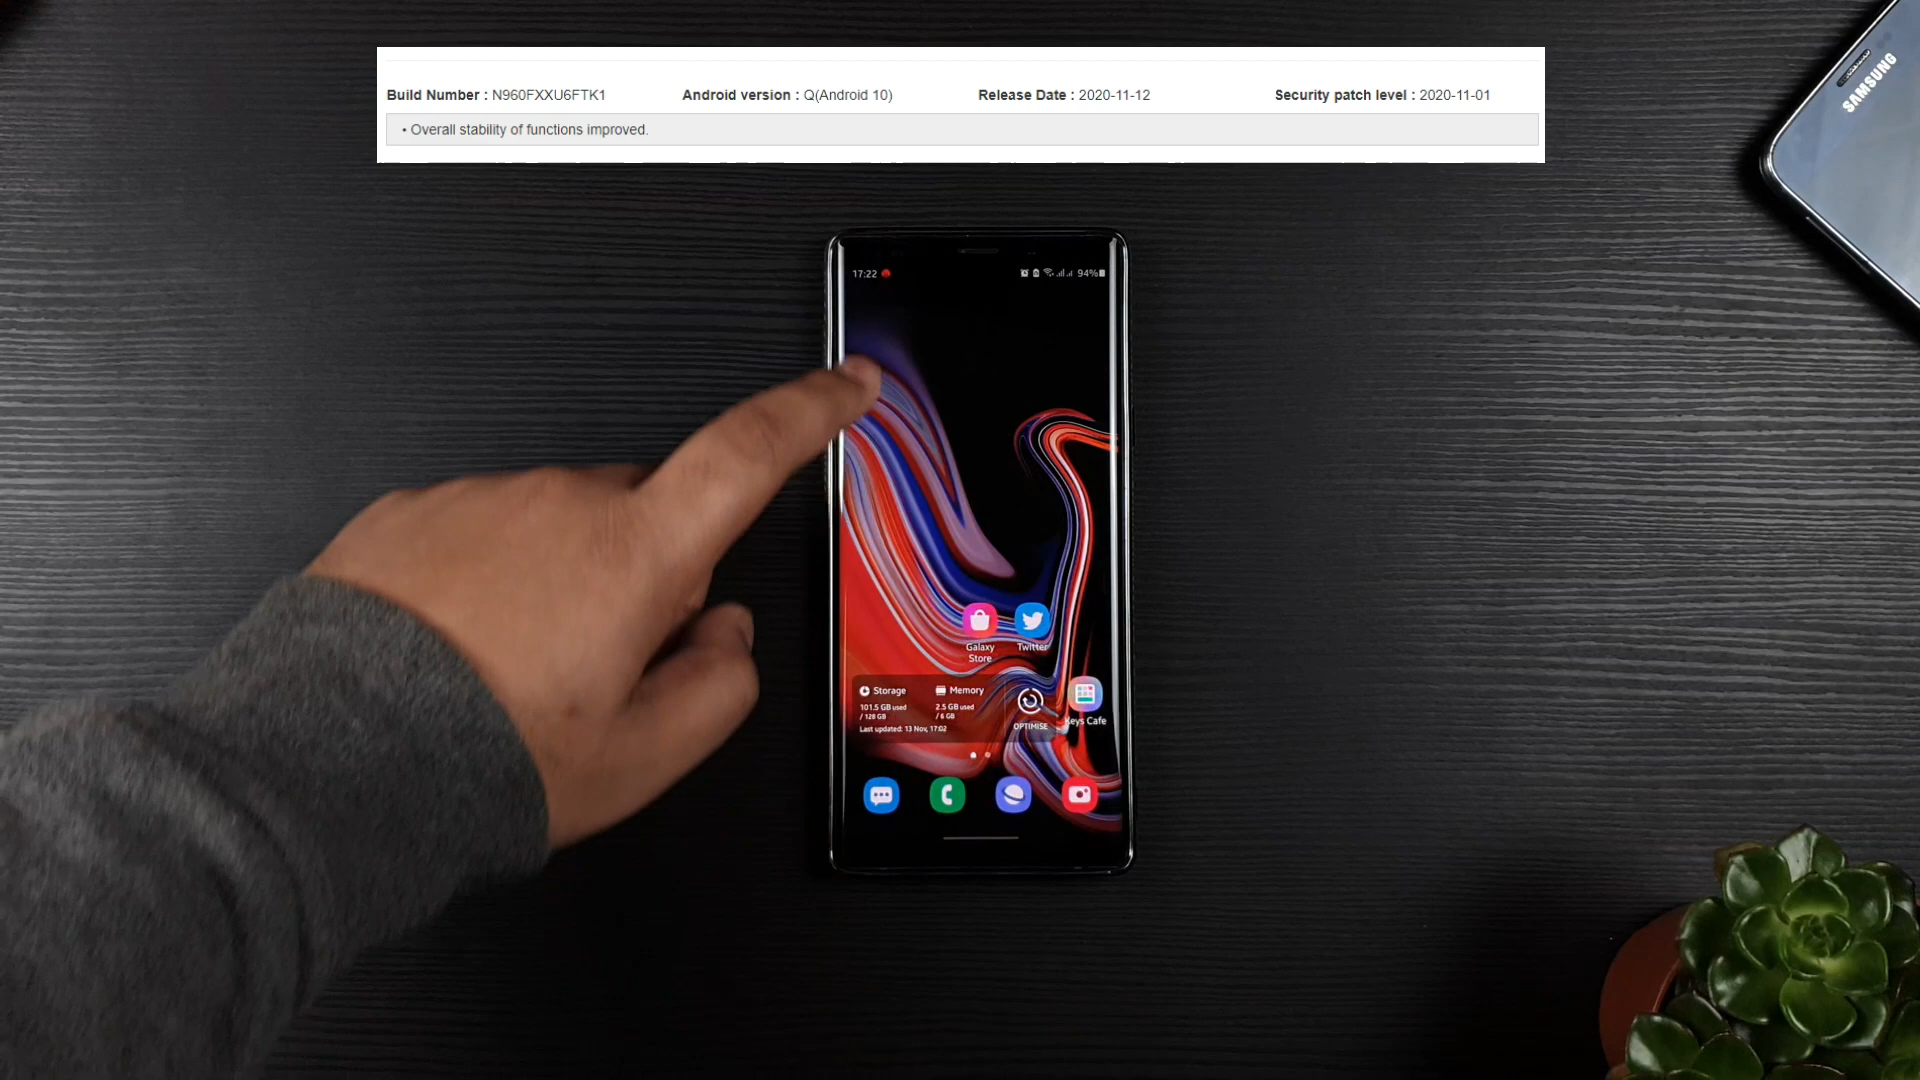 Build Number : N960FXXU6FTK1 Android version : Q(Android 10) Release Date : 2020-11-12 Security patch level : 2020-11-01
• Overall stability of functions improved.
SAMSUNG
17:22 94%
Galaxy Store
Twitter
Storage Memory
101.5 GB used / 128 GB
2.5 GB used / 6 GB
Last updated: 13 Nov, 17:02
OPTIMISE
Keys Cafe